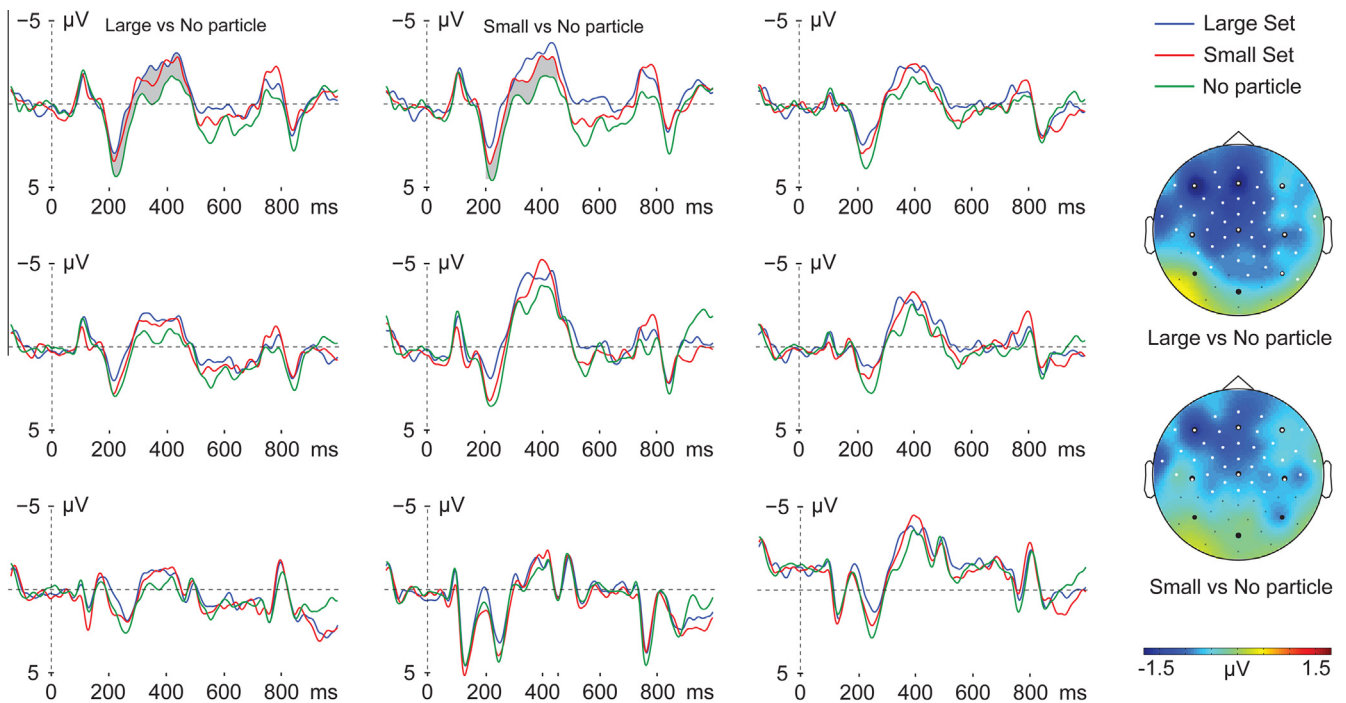 −5 µV Large vs No particle
5
0 200 400 600 800 ms
−5 µV Small vs No particle
5
0 200 400 600 800 ms
−5 µV
5
0 200 400 600 800 ms
Large Set
Small Set
No particle
−5 µV
5
0 200 400 600 800 ms
−5 µV
5
0 200 400 600 800 ms
−5 µV
5
0 200 400 600 800 ms
Large vs No particle
−5 µV
5
0 200 400 600 800 ms
−5 µV
5
0 200 400 600 800 ms
−5 µV
5
0 200 400 600 800 ms
Small vs No particle
-1.5 µV 1.5